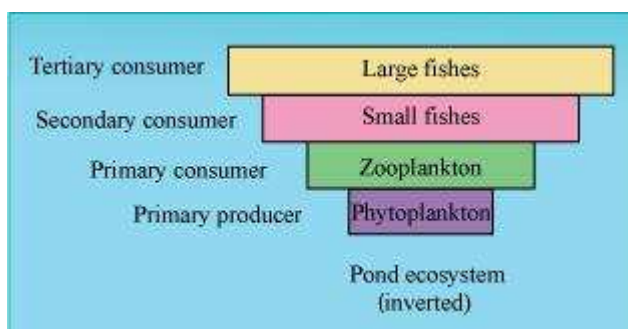 Tertiary consumer Large fishes
Secondary consumer Small fishes
Primary consumer Zooplankton
Primary producer Phytoplankton
Pond ecosystem
(inverted)